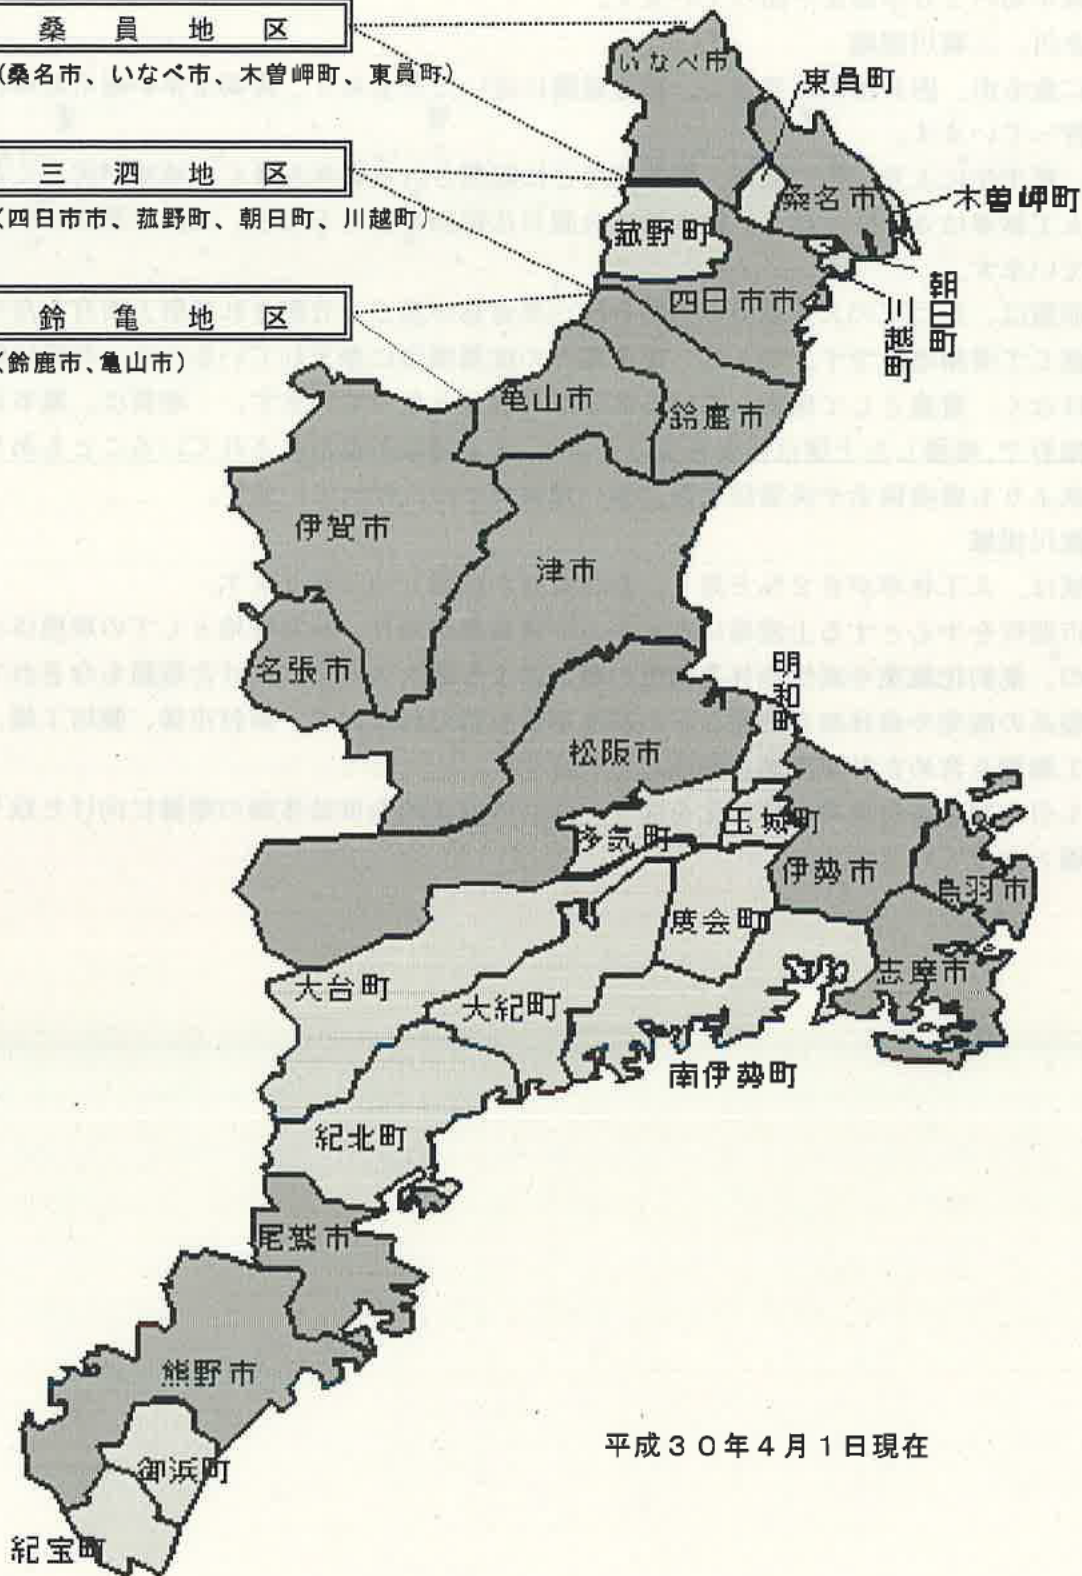 桑員地区
(桑名市、いなべ市、木曽岬町、東員町)
三泗地区
(四日市市、菰野町、朝日町、川越町)
鈴亀地区
(鈴鹿市、亀山市)
いなべ市
東員町
桑名市
木曽岬町
菰野町
朝日町
川越町
四日市市
亀山市
鈴鹿市
伊賀市
津市
名張市
明和町
松阪市
多気町
玉城町
伊勢市
鳥羽市
度会町
志摩市
大台町
大紀町
南伊勢町
紀北町
尾鷲市
熊野市
御浜町
紀宝町
平成30年4月1日現在